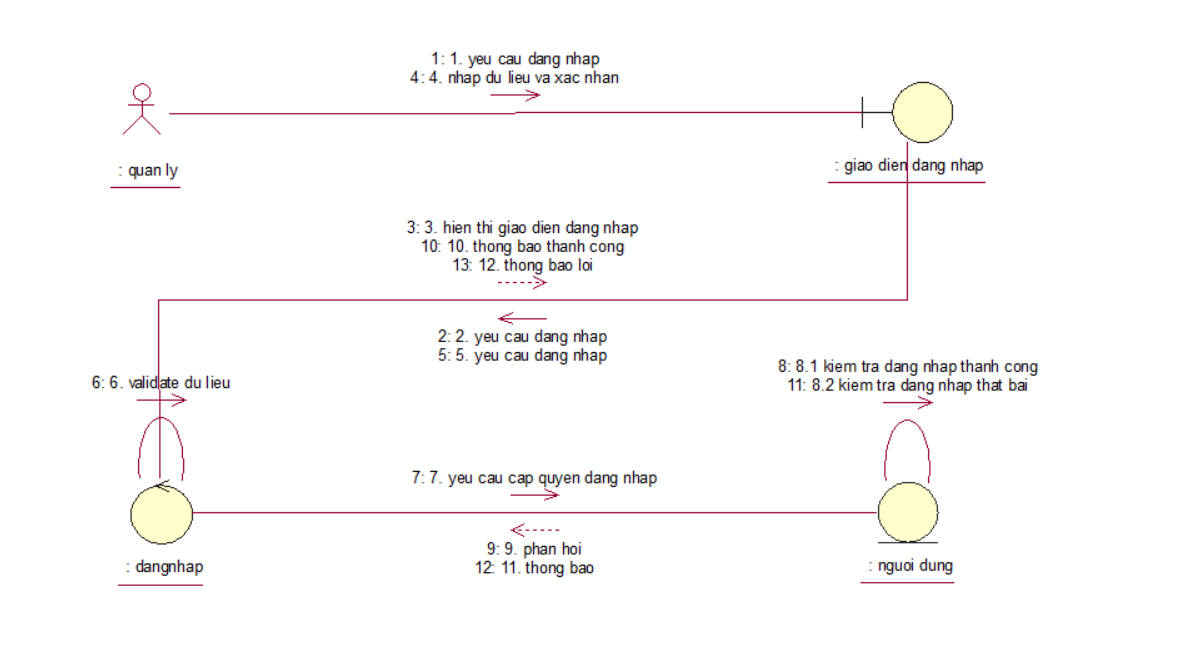 1: 1. yeu cau dang nhap
4: 4. nhap du lieu va xac nhan
: quan ly
: giao dien dang nhap
3: 3. hien thi giao dien dang nhap
10: 10. thong bao thanh cong
13: 12. thong bao loi
2: 2. yeu cau dang nhap
5: 5. yeu cau dang nhap
6: 6. validate du lieu
8: 8.1 kiem tra dang nhap thanh cong
11: 8.2 kiem tra dang nhap that bai
7: 7. yeu cau cap quyen dang nhap
9: 9. phan hoi
12: 11. thong bao
: dangnhap
: nguoi dung